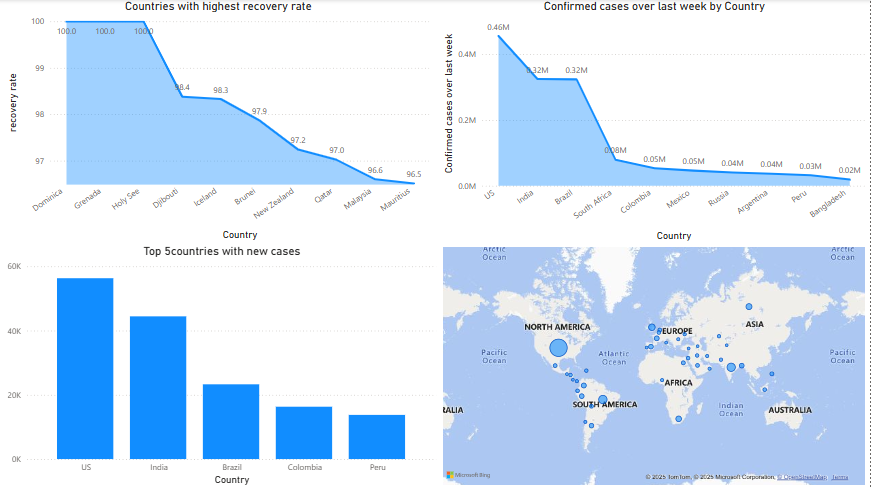 Countries with highest recovery rate
recovery rate
100
99
98
97
100.0
100.0
100.0
98.4
98.3
97.9
97.2
97.0
96.6
96.5
Dominica
Grenada
Holy See
Djibouti
Iceland
Brunei
New Zealand
Qatar
Malaysia
Mauritius
Country
Confirmed cases over last week by Country
Confirmed cases over last week
0.4M
0.2M
0.0M
0.46M
0.32M
0.32M
0.08M
0.05M
0.05M
0.04M
0.04M
0.03M
0.02M
US
India
Brazil
South Africa
Colombia
Mexico
Russia
Argentina
Peru
Bangladesh
Country
Top 5countries with new cases
60K
40K
20K
0K
US
India
Brazil
Colombia
Peru
Country
Arctic
Ocean
Arctic
Ocean
NORTH AMERICA
EUROPE
ASIA
Pacific
Ocean
Atlantic
Ocean
Pacific
Ocean
AFRICA
SOUTH AMERICA
Indian
Ocean
RALIA
AUSTRALIA
Microsoft Bing
© 2025 TomTom, © 2025 Microsoft Corporation, © OpenStreetMap Terms